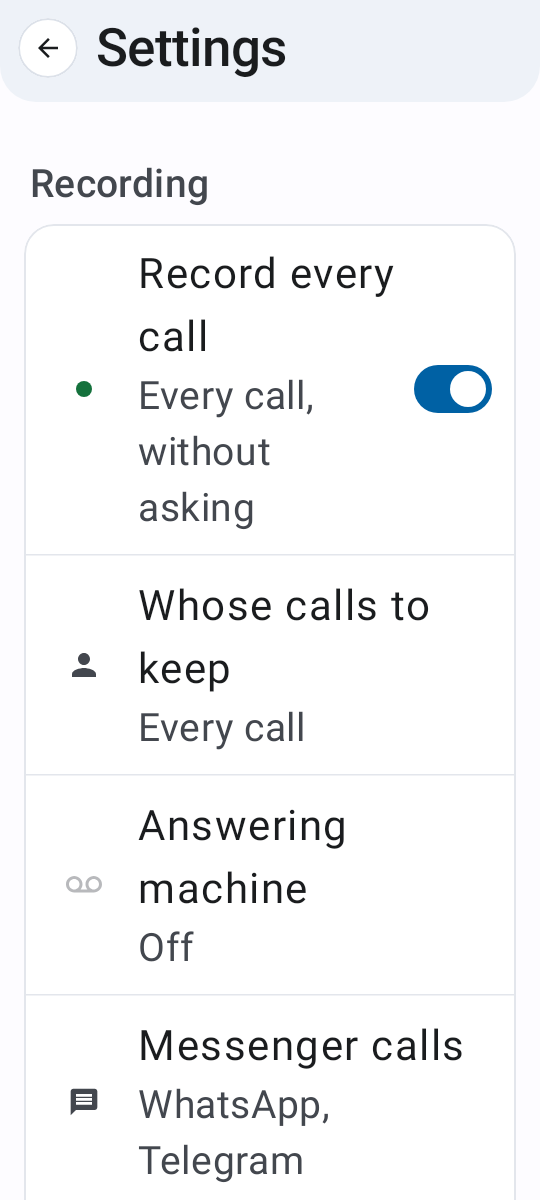 Settings
Recording
Record every
call
Every call,
without
asking
Whose calls to
keep
Every call
Answering
machine
Off
Messenger calls
WhatsApp,
Telegram